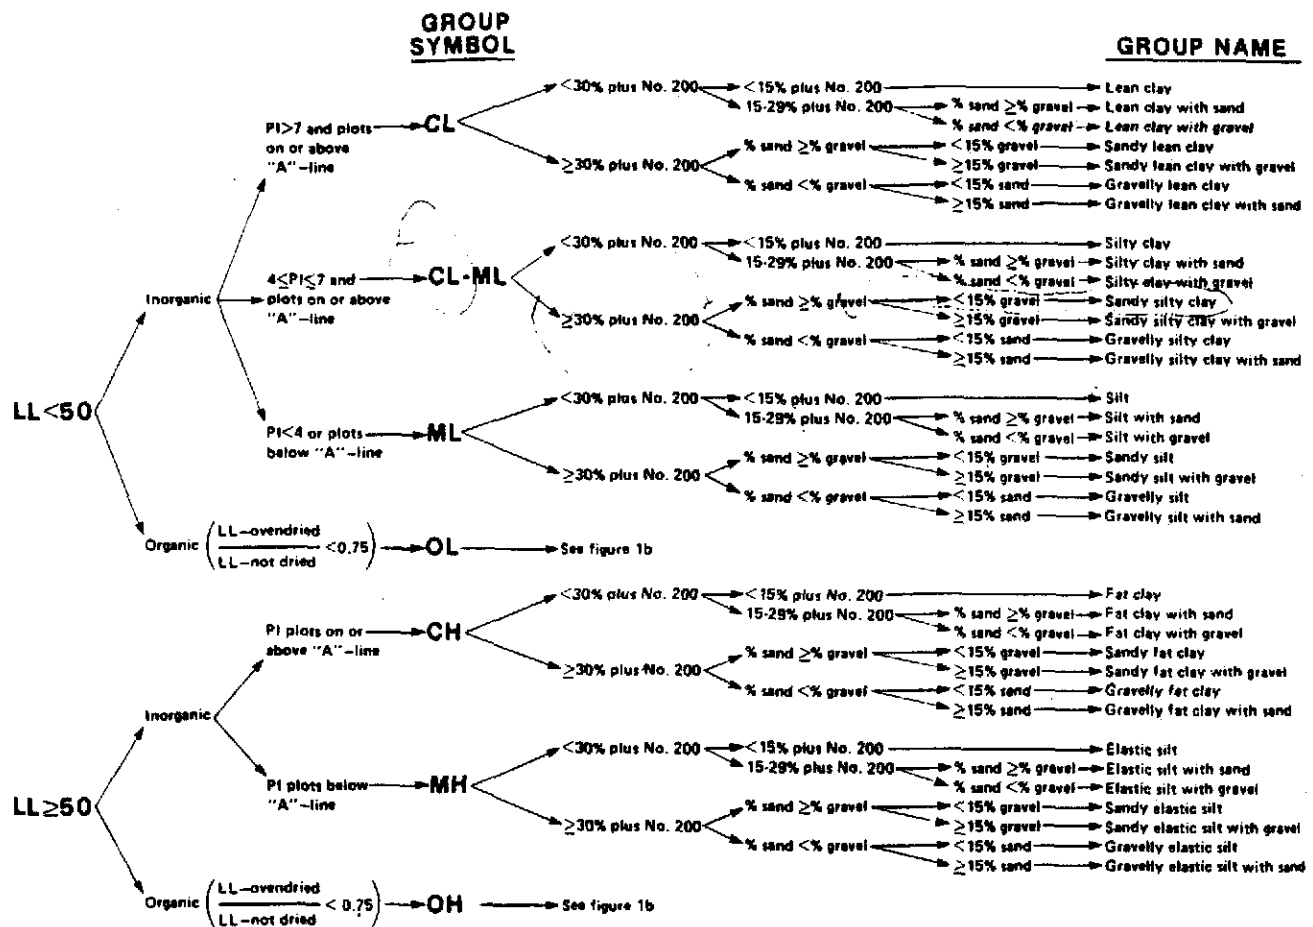 GROUP SYMBOL
GROUP NAME
LL<50
Inorganic
PI>7 and plots on or above "A"-line
CL
<30% plus No. 200
<15% plus No. 200
Lean clay
15-29% plus No. 200
% sand ≥% gravel
Lean clay with sand
% sand <% gravel
Lean clay with gravel
≥30% plus No. 200
% sand ≥% gravel
<15% gravel
Sandy lean clay
≥15% gravel
Sandy lean clay with gravel
% sand <% gravel
<15% sand
Gravelly lean clay
≥15% sand
Gravelly lean clay with sand
4≤PI≤7 and plots on or above "A"-line
CL-ML
<30% plus No. 200
<15% plus No. 200
Silty clay
15-29% plus No. 200
% sand ≥% gravel
Silty clay with sand
% sand <% gravel
Silty clay with gravel
≥30% plus No. 200
% sand ≥% gravel
<15% gravel
Sandy silty clay
≥15% gravel
Sandy silty clay with gravel
% sand <% gravel
<15% sand
Gravelly silty clay
≥15% sand
Gravelly silty clay with sand
PI<4 or plots below "A"-line
ML
<30% plus No. 200
<15% plus No. 200
Silt
15-29% plus No. 200
% sand ≥% gravel
Silt with sand
% sand <% gravel
Silt with gravel
≥30% plus No. 200
% sand ≥% gravel
<15% gravel
Sandy silt
≥15% gravel
Sandy silt with gravel
% sand <% gravel
<15% sand
Gravelly silt
≥15% sand
Gravelly silt with sand
Organic (LL-ovendried / LL-not dried <0.75)
OL
See figure 1b
LL≥50
Inorganic
PI plots on or above "A"-line
CH
<30% plus No. 200
<15% plus No. 200
Fat clay
15-29% plus No. 200
% sand ≥% gravel
Fat clay with sand
% sand <% gravel
Fat clay with gravel
≥30% plus No. 200
% sand ≥% gravel
<15% gravel
Sandy fat clay
≥15% gravel
Sandy fat clay with gravel
% sand <% gravel
<15% sand
Gravelly fat clay
≥15% sand
Gravelly fat clay with sand
PI plots below "A"-line
MH
<30% plus No. 200
<15% plus No. 200
Elastic silt
15-29% plus No. 200
% sand ≥% gravel
Elastic silt with sand
% sand <% gravel
Elastic silt with gravel
≥30% plus No. 200
% sand ≥% gravel
<15% gravel
Sandy elastic silt
≥15% gravel
Sandy elastic silt with gravel
% sand <% gravel
<15% sand
Gravelly elastic silt
≥15% sand
Gravelly elastic silt with sand
Organic (LL-ovendried / LL-not dried < 0.75)
OH
See figure 1b